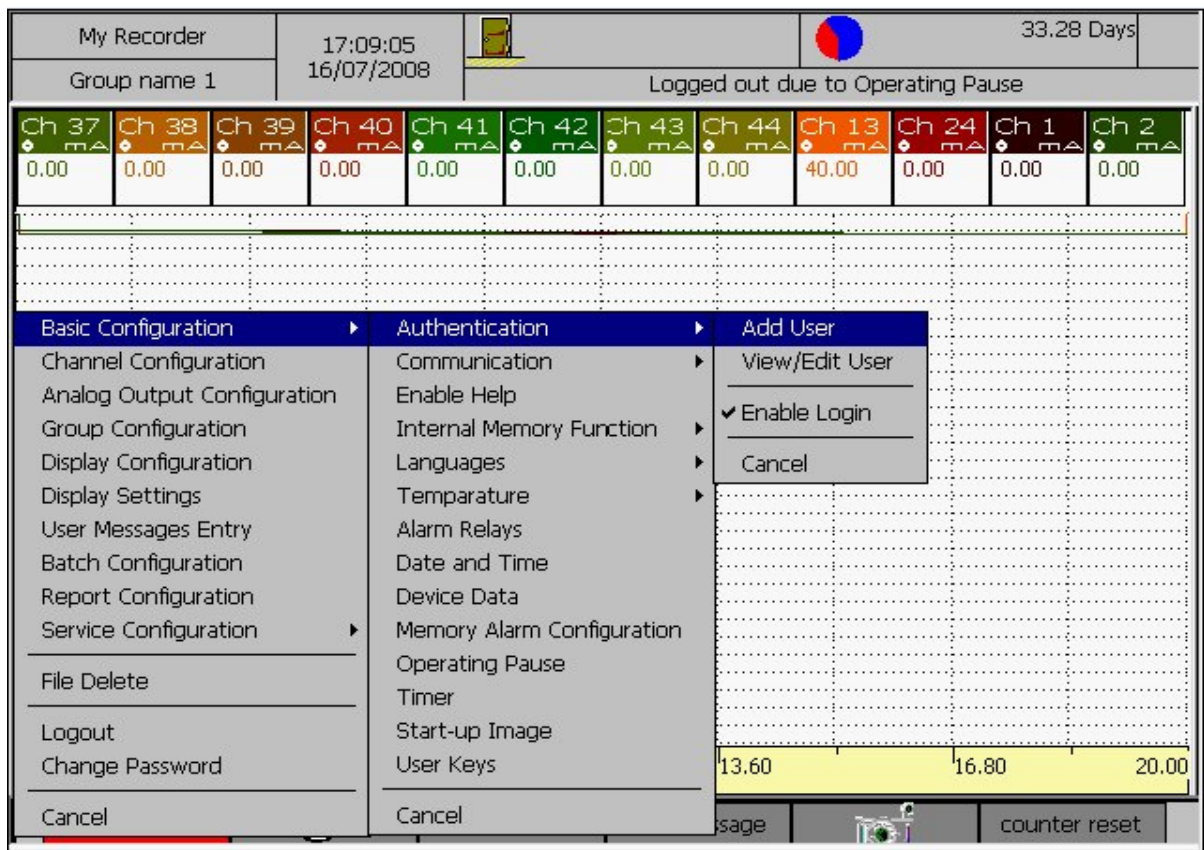 My Recorder
Group name 1
17:09:05
16/07/2008
33.28 Days
Logged out due to Operating Pause
Ch 37 Ch 38 Ch 39 Ch 40 Ch 41 Ch 42 Ch 43 Ch 44 Ch 13 Ch 24 Ch 1 Ch 2
mA mA mA mA mA mA mA mA mA mA mA mA
0.00 0.00 0.00 0.00 0.00 0.00 0.00 0.00 40.00 0.00 0.00 0.00
Basic Configuration
Channel Configuration
Analog Output Configuration
Group Configuration
Display Configuration
Display Settings
User Messages Entry
Batch Configuration
Report Configuration
Service Configuration
File Delete
Logout
Change Password
Cancel
Authentication
Communication
Enable Help
Internal Memory Function
Languages
Temparature
Alarm Relays
Date and Time
Device Data
Memory Alarm Configuration
Operating Pause
Timer
Start-up Image
User Keys
Cancel
Add User
View/Edit User
Enable Login
Cancel
13.60 16.80 20.00
counter reset